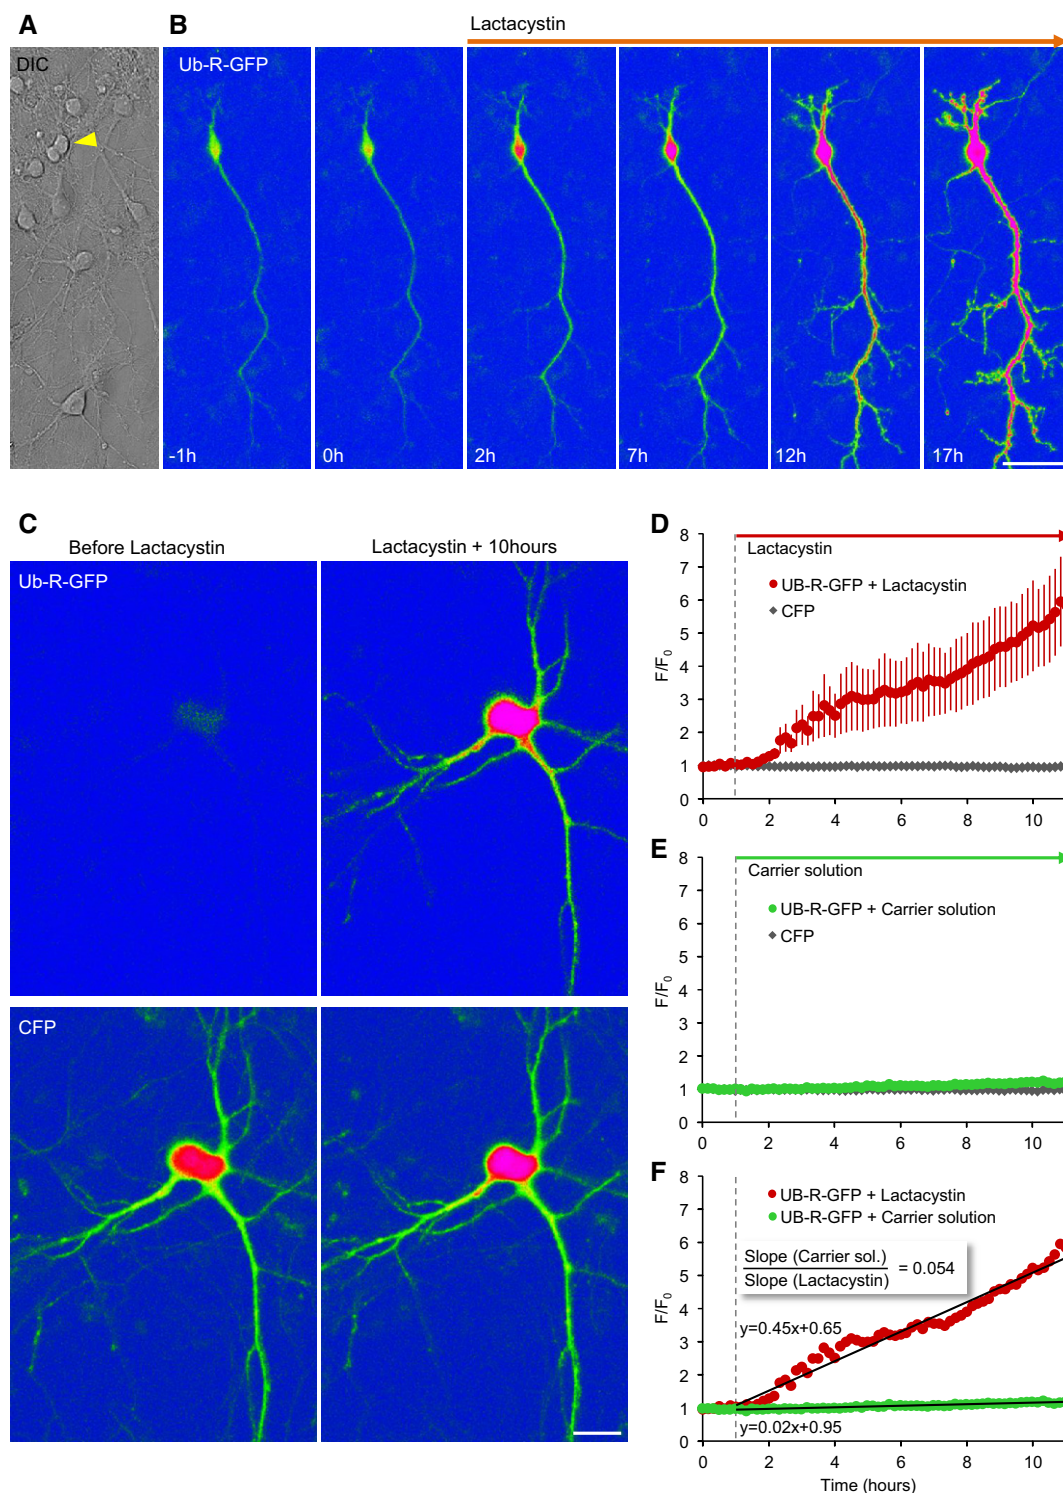 A
DIC
B
Lactacystin
Ub-R-GFP
-1h
0h
2h
7h
12h
17h
C
Before Lactacystin
Lactacystin + 10hours
Ub-R-GFP
CFP
D
Lactacystin
UB-R-GFP + Lactacystin
CFP
F/F0
8
7
6
5
4
3
2
1
0
0 2 4 6 8 10
E
Carrier solution
UB-R-GFP + Carrier solution
CFP
F/F0
8
7
6
5
4
3
2
1
0
0 2 4 6 8 10
F
UB-R-GFP + Lactacystin
UB-R-GFP + Carrier solution
Slope (Carrier sol.)
Slope (Lactacystin)
= 0.054
y=0.45x+0.65
y=0.02x+0.95
F/F0
8
7
6
5
4
3
2
1
0
0 2 4 6 8 10
Time (hours)